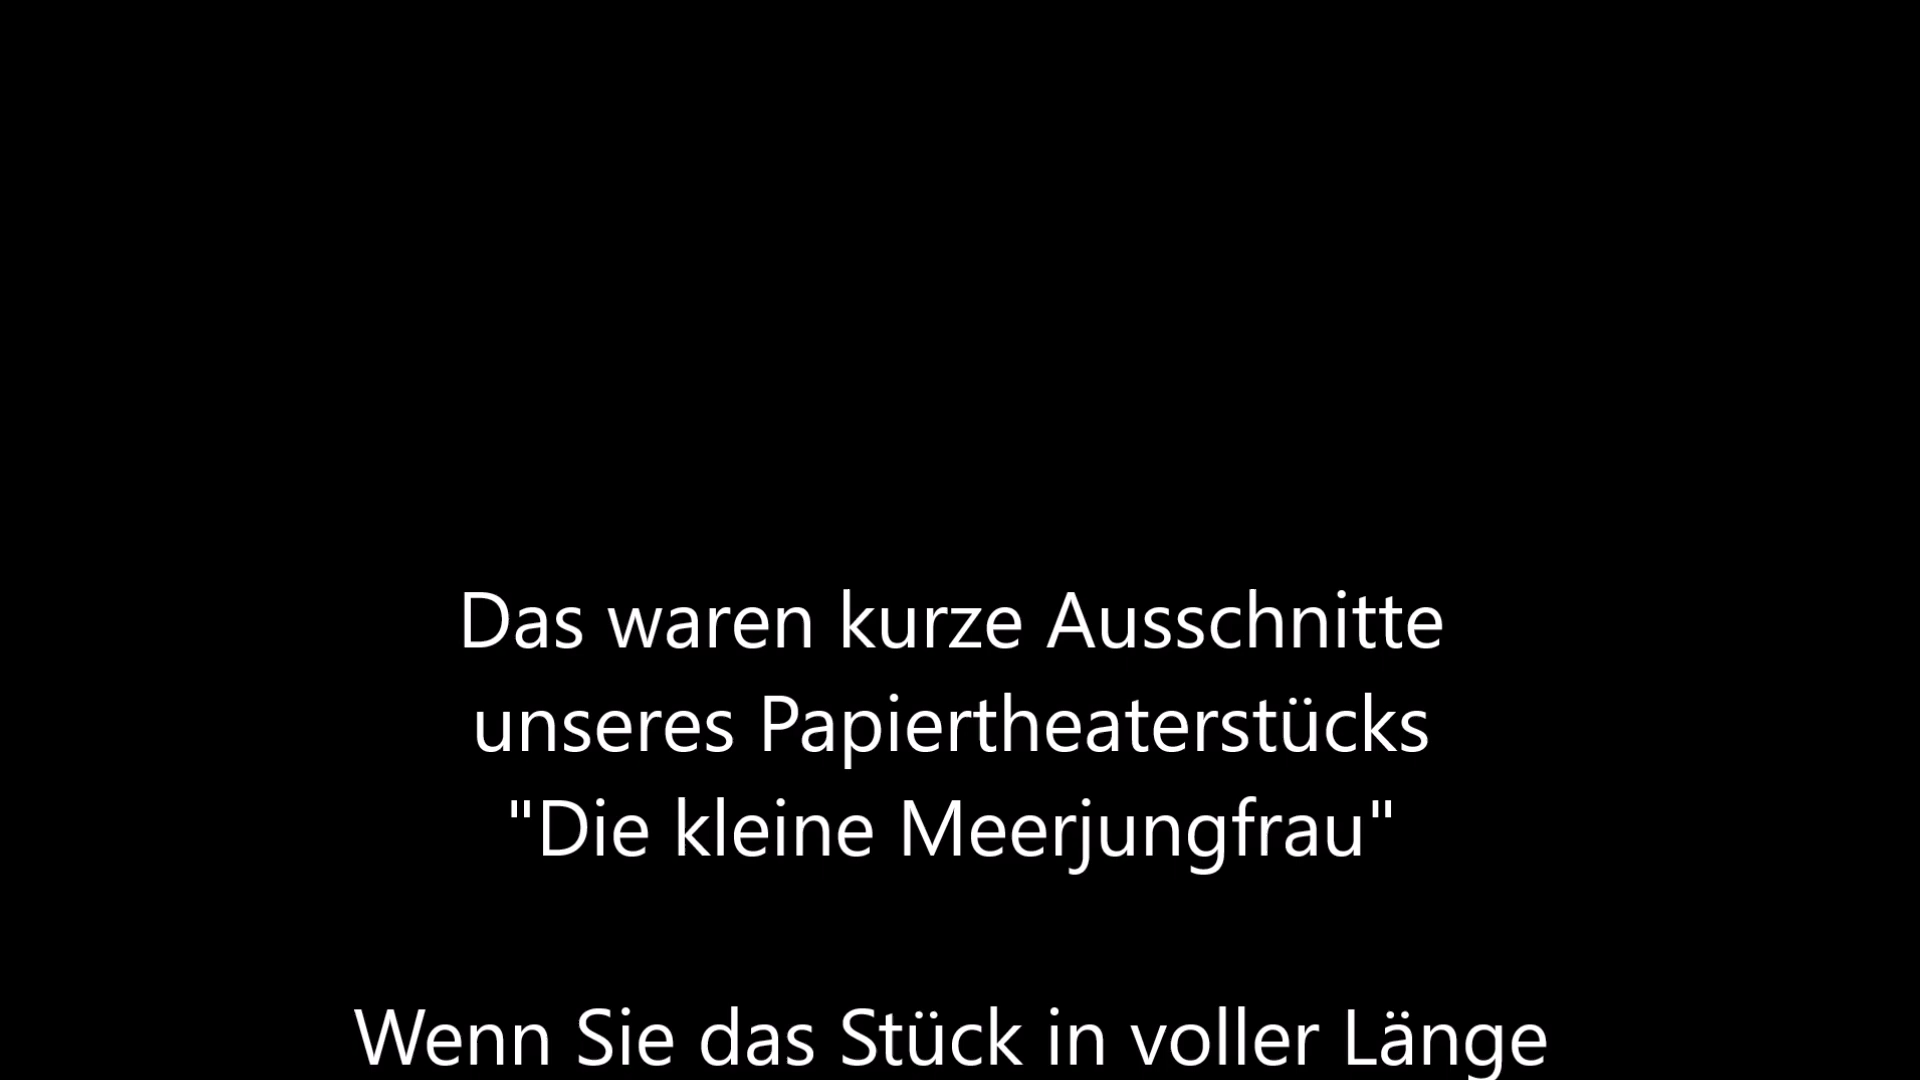 Das waren kurze Ausschnitte
unseres Papiertheaterstücks
"Die kleine Meerjungfrau"
Wenn Sie das Stück in voller Länge